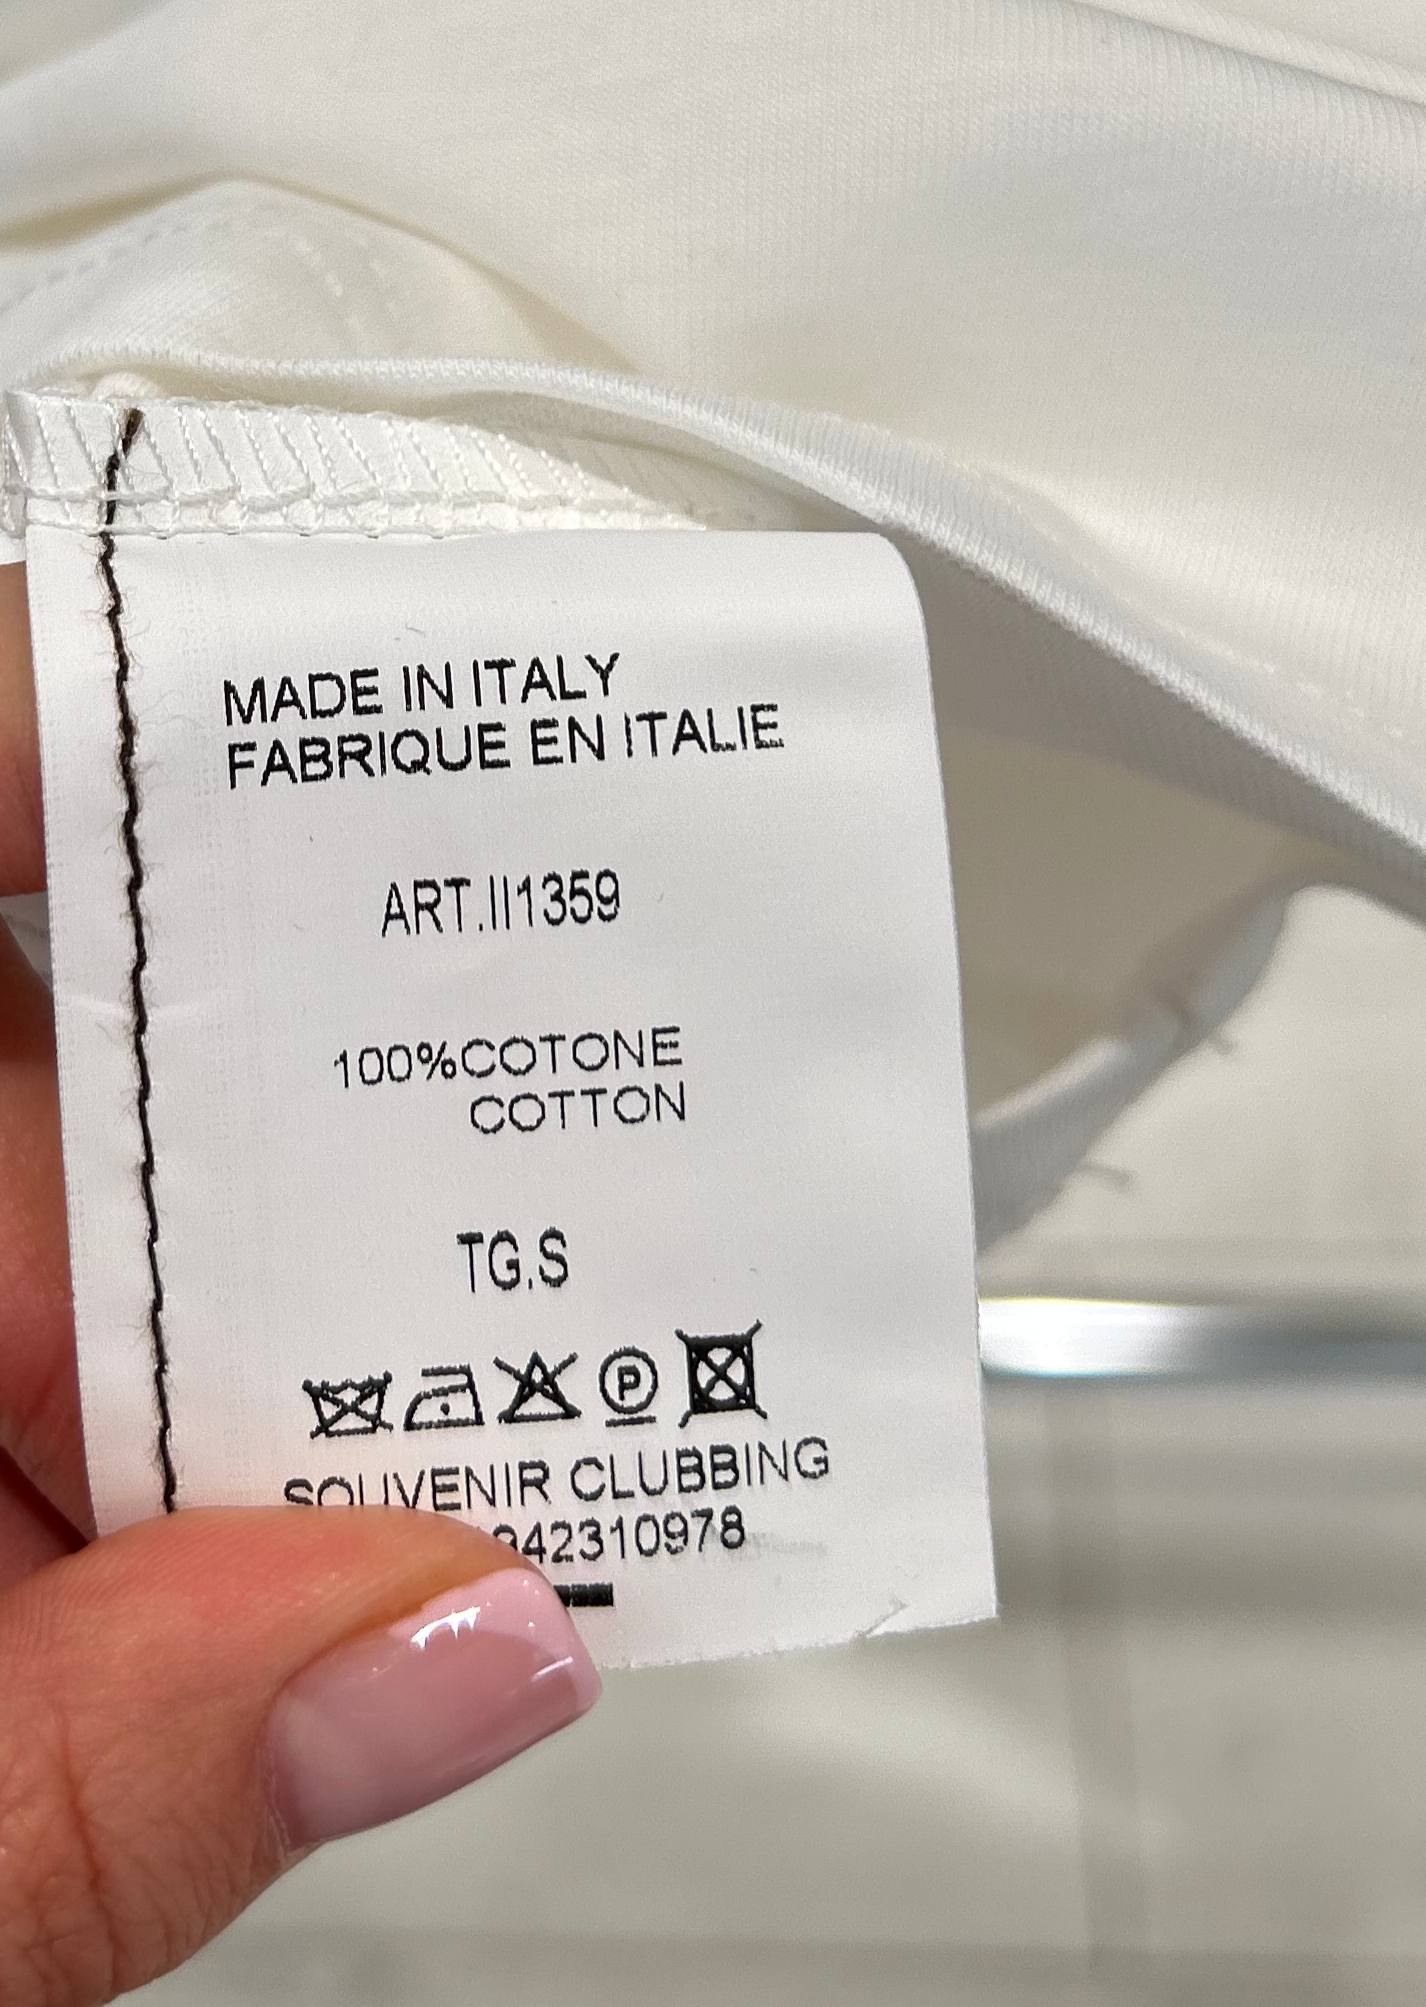 MADE IN ITALY
FABRIQUE EN ITALIE
ART.II1359
100%COTONE
COTTON
TG.S
P
SOUVENIR CLUBBING